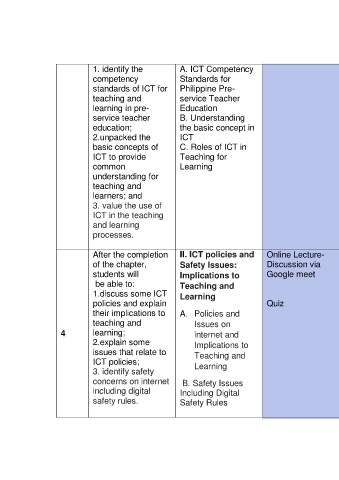 1. identify the
competency
standards of ICT for
teaching and
learning in pre-
service teacher
education;
2.unpacked the
basic concepts of
ICT to provide
common
understanding for
teaching and
learners; and
3. value the use of
ICT in the teaching
and learning
processes.
A. ICT Competency
Standards for
Philippine Pre-
service Teacher
Education
B. Understanding
the basic concept in
ICT
C. Roles of ICT in
Teaching for
Learning
4
After the completion
of the chapter,
students will
be able to:
1.discuss some ICT
policies and explain
their implications to
teaching and
learning;
2.explain some
issues that relate to
ICT policies;
3. identify safety
concerns on internet
including digital
safety rules.
II. ICT policies and
Safety Issues:
Implications to
Teaching and
Learning
A. Policies and
Issues on
internet and
Implications to
Teaching and
Learning
B. Safety Issues
Including Digital
Safety Rules
Online Lecture-
Discussion via
Google meet
Quiz